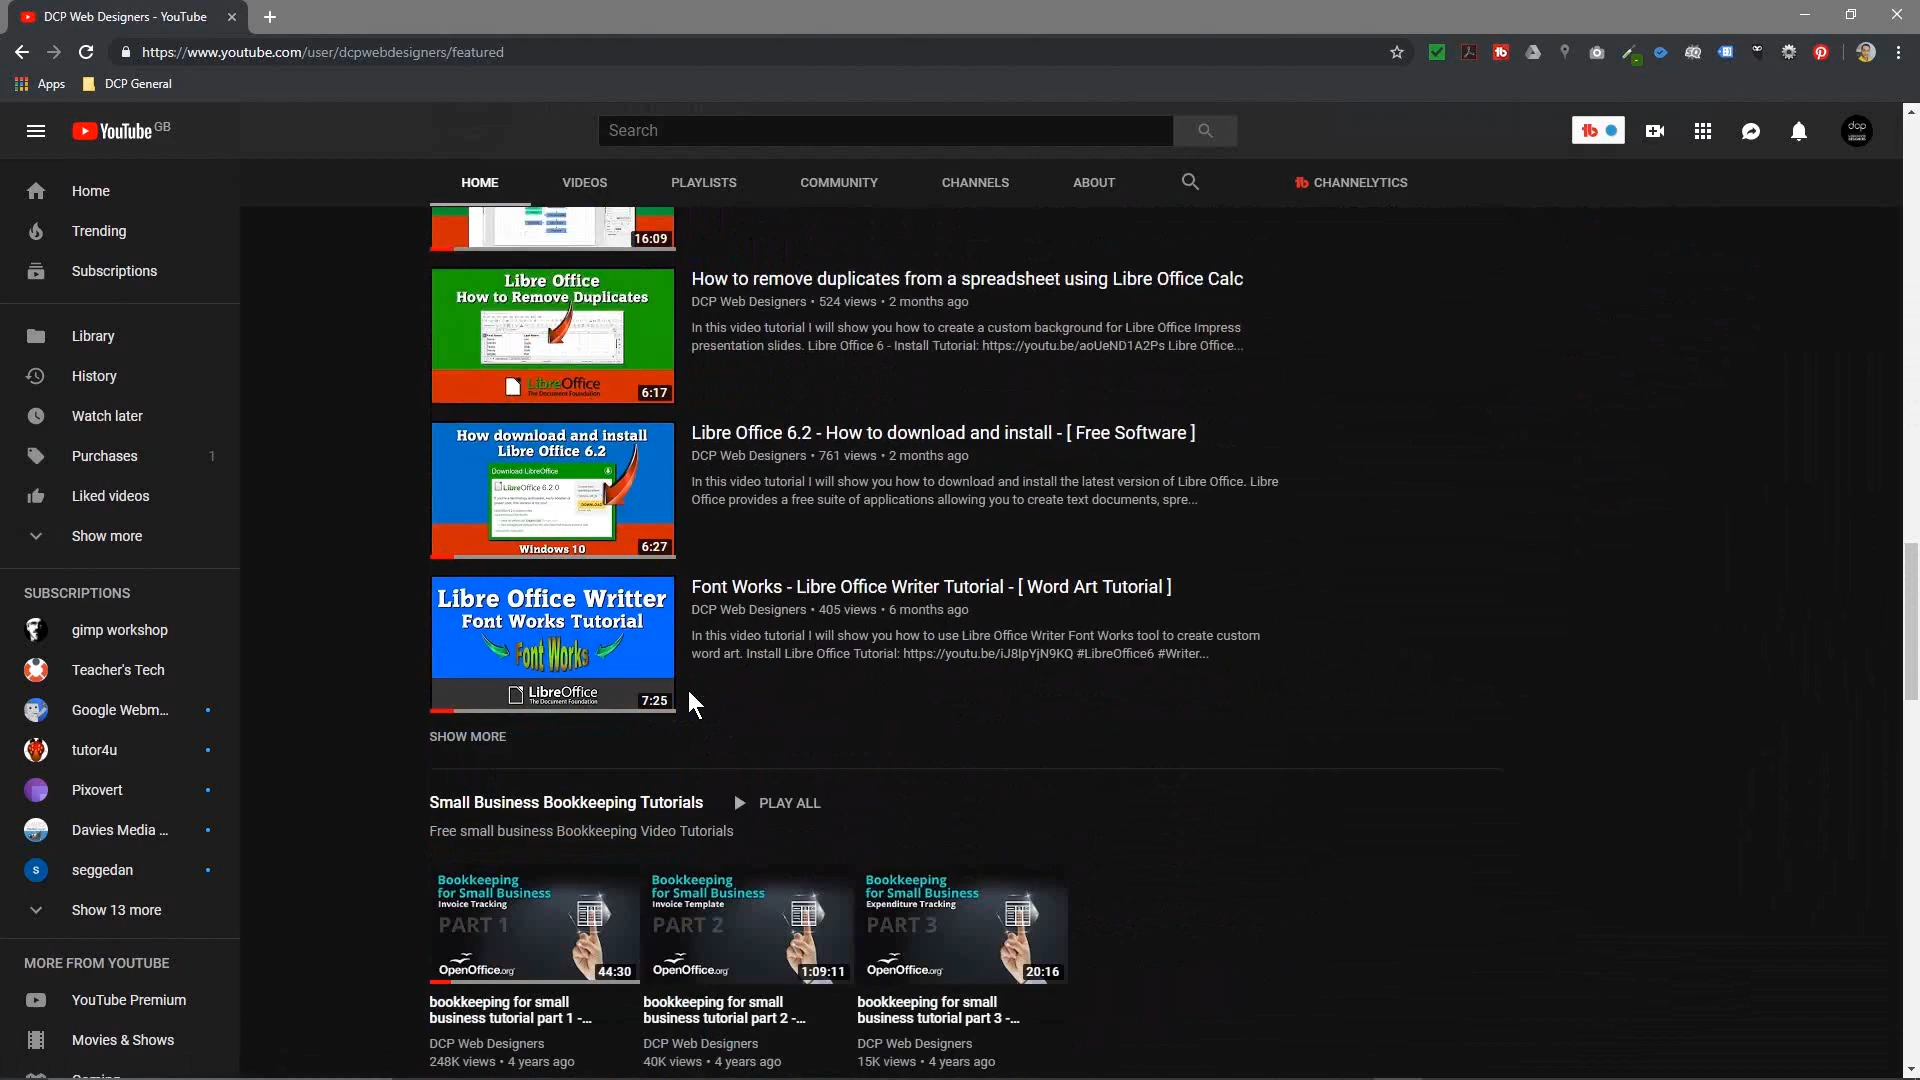 DCP Web Designers - YouTube
https://www.youtube.com/user/dcpwebdesigners/featured
Apps
DCP General
YouTube GB
Search
HOME
VIDEOS
PLAYLISTS
COMMUNITY
CHANNELS
ABOUT
CHANNELYTICS
Home
Trending
Subscriptions
Library
History
Watch later
Purchases 1
Liked videos
Show more
SUBSCRIPTIONS
gimp workshop
Teacher's Tech
Google Webm...
tutor4u
Pixovert
Davies Media ...
seggedan
Show 13 more
MORE FROM YOUTUBE
YouTube Premium
Movies & Shows
16:09
Libre Office
How to Remove Duplicates
LibreOffice
The Document Foundation
6:17
How to remove duplicates from a spreadsheet using Libre Office Calc
DCP Web Designers • 524 views • 2 months ago
In this video tutorial I will show you how to create a custom background for Libre Office Impress
presentation slides. Libre Office 6 - Install Tutorial: https://youtu.be/aoUeND1A2Ps Libre Office...
How download and install
Libre Office 6.2
Download LibreOffice
LibreOffice 6.2.0
DOWNLOAD
Windows 10
6:27
Libre Office 6.2 - How to download and install - [ Free Software ]
DCP Web Designers • 761 views • 2 months ago
In this video tutorial I will show you how to download and install the latest version of Libre Office. Libre
Office provides a free suite of applications allowing you to create text documents, spre...
Libre Office Writter
Font Works Tutorial
Font Works
LibreOffice
The Document Foundation
7:25
Font Works - Libre Office Writer Tutorial - [ Word Art Tutorial ]
DCP Web Designers • 405 views • 6 months ago
In this video tutorial I will show you how to use Libre Office Writer Font Works tool to create custom
word art. Install Libre Office Tutorial: https://youtu.be/iJ8IpYjN9KQ #LibreOffice6 #Writer...
SHOW MORE
Small Business Bookkeeping Tutorials
PLAY ALL
Free small business Bookkeeping Video Tutorials
Bookkeeping
for Small Business
Invoice Tracking
PART 1
OpenOffice.org
44:30
bookkeeping for small
business tutorial part 1 -...
DCP Web Designers
248K views • 4 years ago
Bookkeeping
for Small Business
Invoice Template
PART 2
OpenOffice.org
1:09:11
bookkeeping for small
business tutorial part 2 -...
DCP Web Designers
40K views • 4 years ago
Bookkeeping
for Small Business
Expenditure Tracking
PART 3
OpenOffice.org
20:16
bookkeeping for small
business tutorial part 3 -...
DCP Web Designers
15K views • 4 years ago